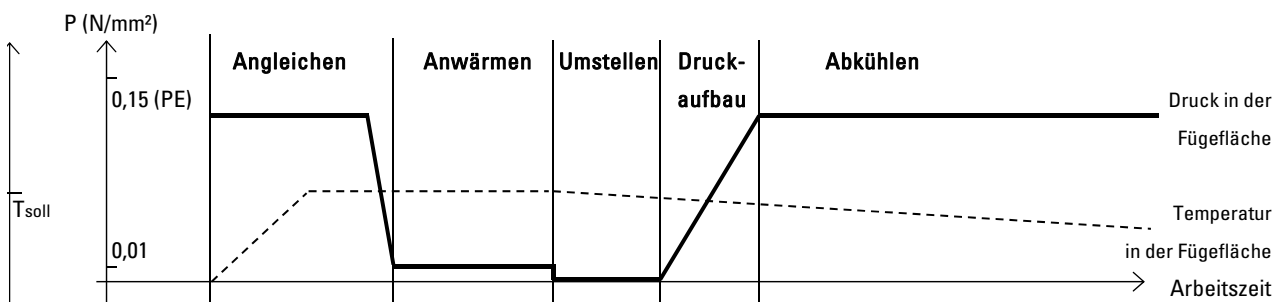 P (N/mm²)
Angleichen
Anwärmen
Umstellen
Druck-
aufbau
Abkühlen
0,15 (PE)
Druck in der
Fügefläche
Tsoll
Temperatur
in der Fügefläche
0,01
Arbeitszeit